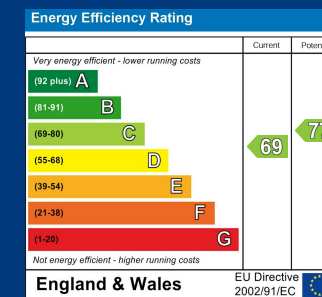 Energy Efficiency Rating
Current
Very energy efficient - lower running costs
(92 plus) A
(81-91) B
(69-80) C
69
(55-68) D
(39-54) E
(21-38) F
(1-20) G
Not energy efficient - higher running costs
England & Wales
EU Directive
2002/91/EC